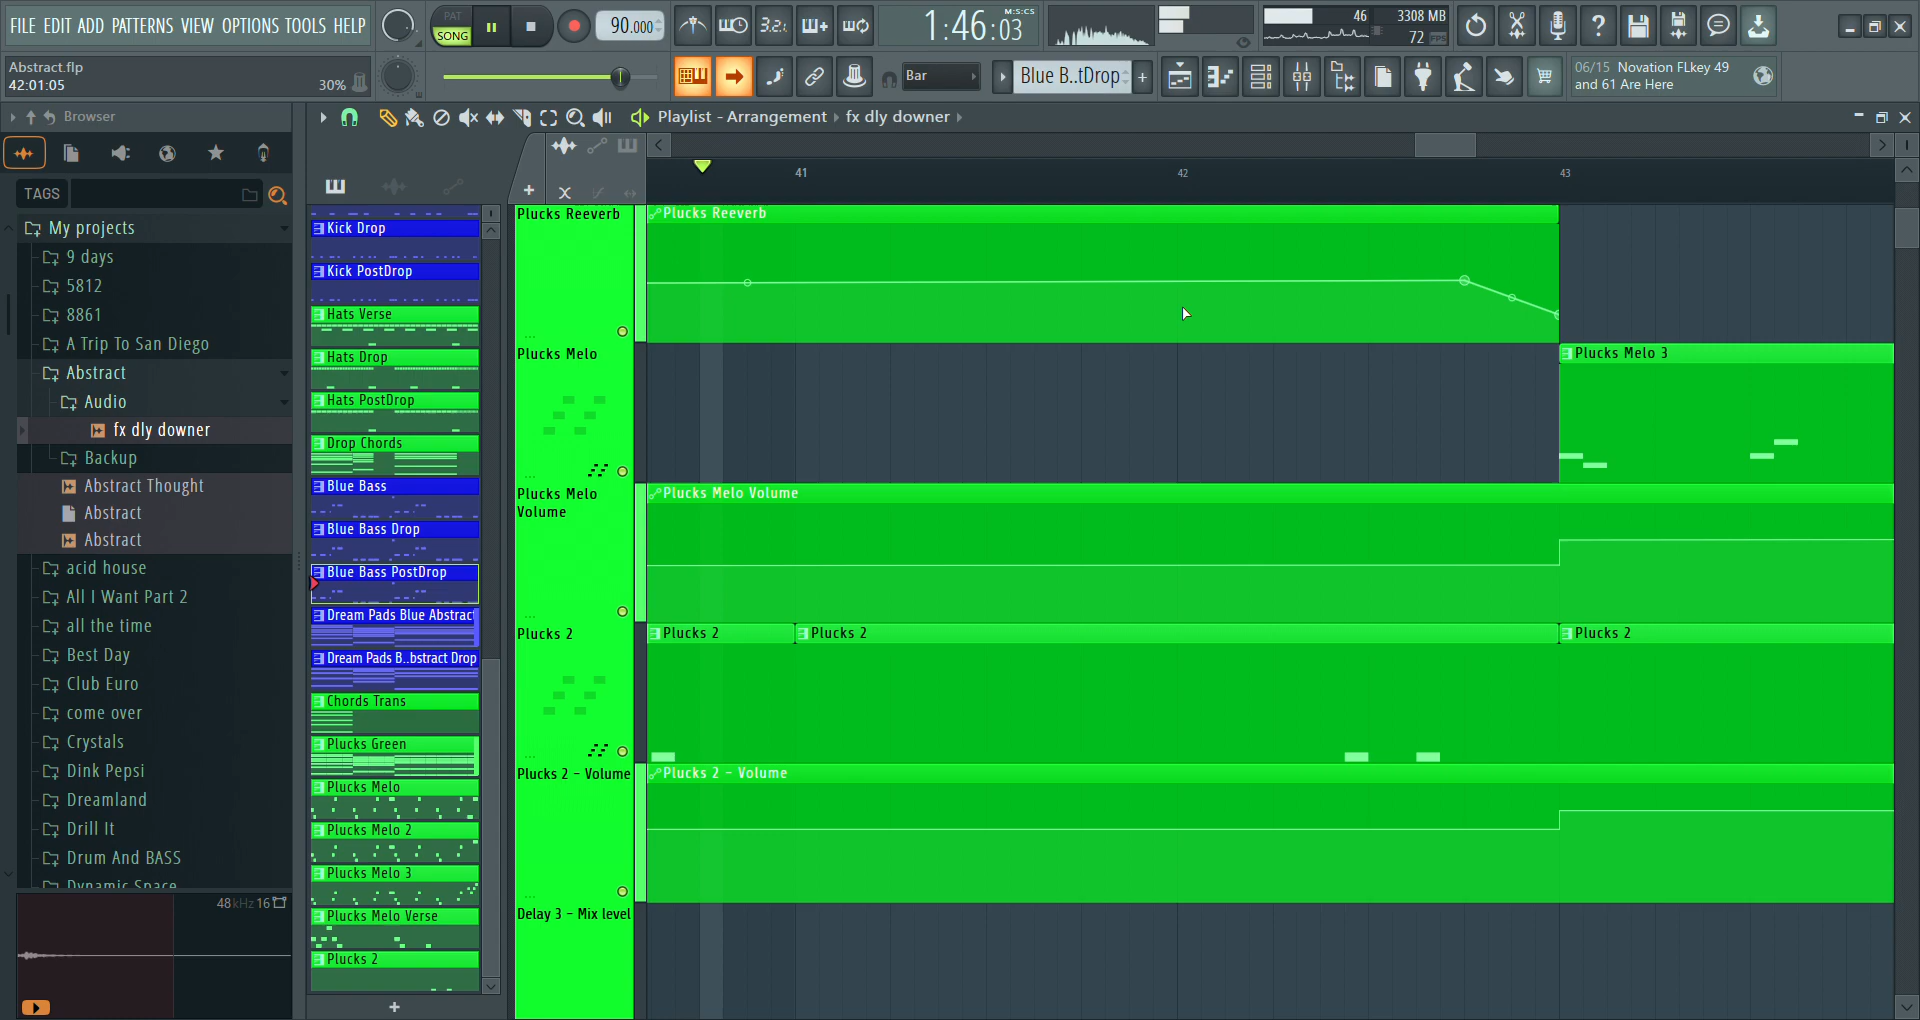 FILE EDIT ADD PATTERNS VIEW OPTIONS TOOLS HELP
PAT
SONG
90.000
3.2.
1:46:03
M:S:CS
46
3308 MB
72
FPS
Abstract.flp
42:01:05
30%
Bar
Blue B..tDrop
06/15 Novation FLkey 49
and 61 Are Here
Browser
Playlist - Arrangement
fx dly downer
TAGS
My projects
9 days
5812
8861
A Trip To San Diego
Abstract
Audio
fx dly downer
Backup
Abstract Thought
Abstract
Abstract
acid house
All I Want Part 2
all the time
Best Day
Club Euro
come over
Crystals
Dink Pepsi
Dreamland
Drill It
Drum And BASS
Dynamic Space
48kHz 16
Kick Drop
Kick PostDrop
Hats Verse
Hats Drop
Hats PostDrop
Drop Chords
Blue Bass
Blue Bass Drop
Blue Bass PostDrop
Dream Pads Blue Abstract
Dream Pads B..bstract Drop
Chords Trans
Plucks Green
Plucks Melo
Plucks Melo 2
Plucks Melo 3
Plucks Melo Verse
Plucks 2
41
42
43
Plucks Reeverb
Plucks Reeverb
Plucks Melo
Plucks Melo 3
Plucks Melo
Volume
Plucks Melo Volume
Plucks 2
Plucks 2
Plucks 2
Plucks 2
Plucks 2 - Volume
Plucks 2 - Volume
Delay 3 - Mix level